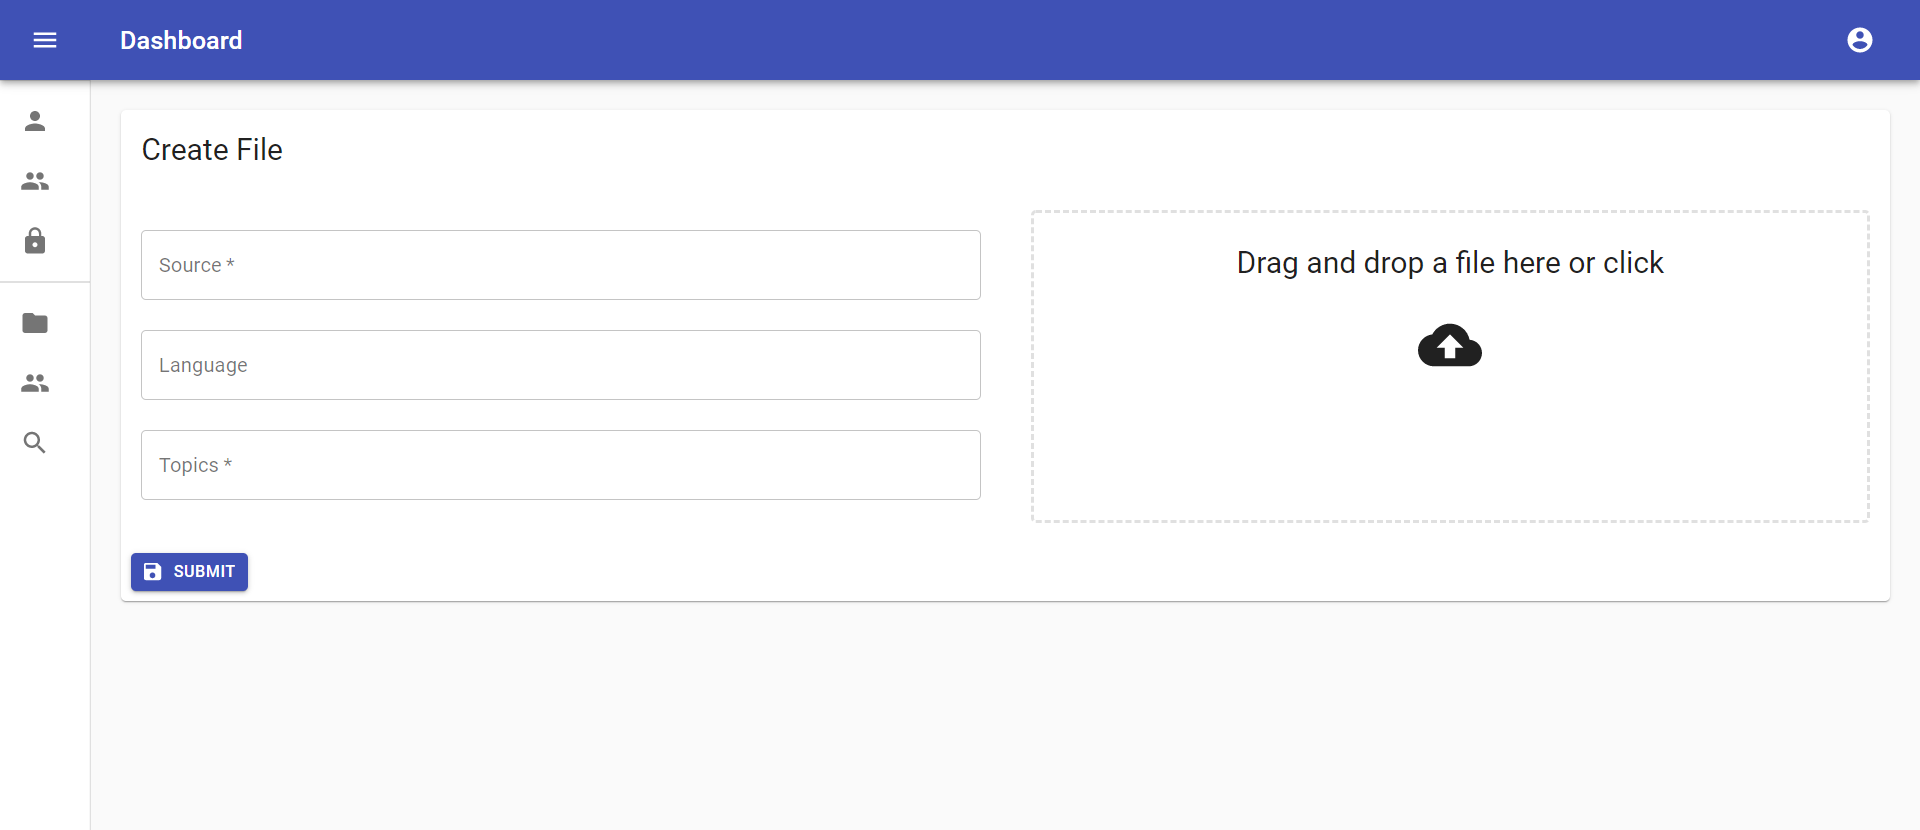 Dashboard
Create File
Source *
Language
Topics *
Drag and drop a file here or click
SUBMIT